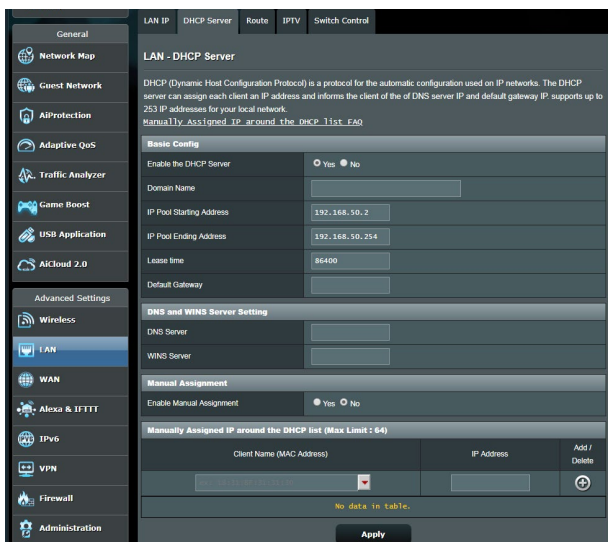 General
Network Map
Guest Network
AiProtection
Adaptive QoS
Traffic Analyzer
Game Boost
USB Application
AiCloud 2.0
Advanced Settings
Wireless
LAN
WAN
Alexa & IFTTT
IPv6
VPN
Firewall
Administration
LAN IP DHCP Server Route IPTV Switch Control
LAN - DHCP Server
DHCP (Dynamic Host Configuration Protocol) is a protocol for the automatic configuration used on IP networks. The DHCP
server can assign each client an IP address and informs the client of the of DNS server IP and default gateway IP. supports up to
253 IP addresses for your local network.
Manually Assigned IP around the DHCP list FAQ
Basic Config
Enable the DHCP Server Yes No
Domain Name
IP Pool Starting Address 192.168.50.2
IP Pool Ending Address 192.168.50.254
Lease time 86400
Default Gateway
DNS and WINS Server Setting
DNS Server
WINS Server
Manual Assignment
Enable Manual Assignment Yes No
Manually Assigned IP around the DHCP list (Max Limit : 64)
Client Name (MAC Address) IP Address Add / Delete
No data in table.
Apply